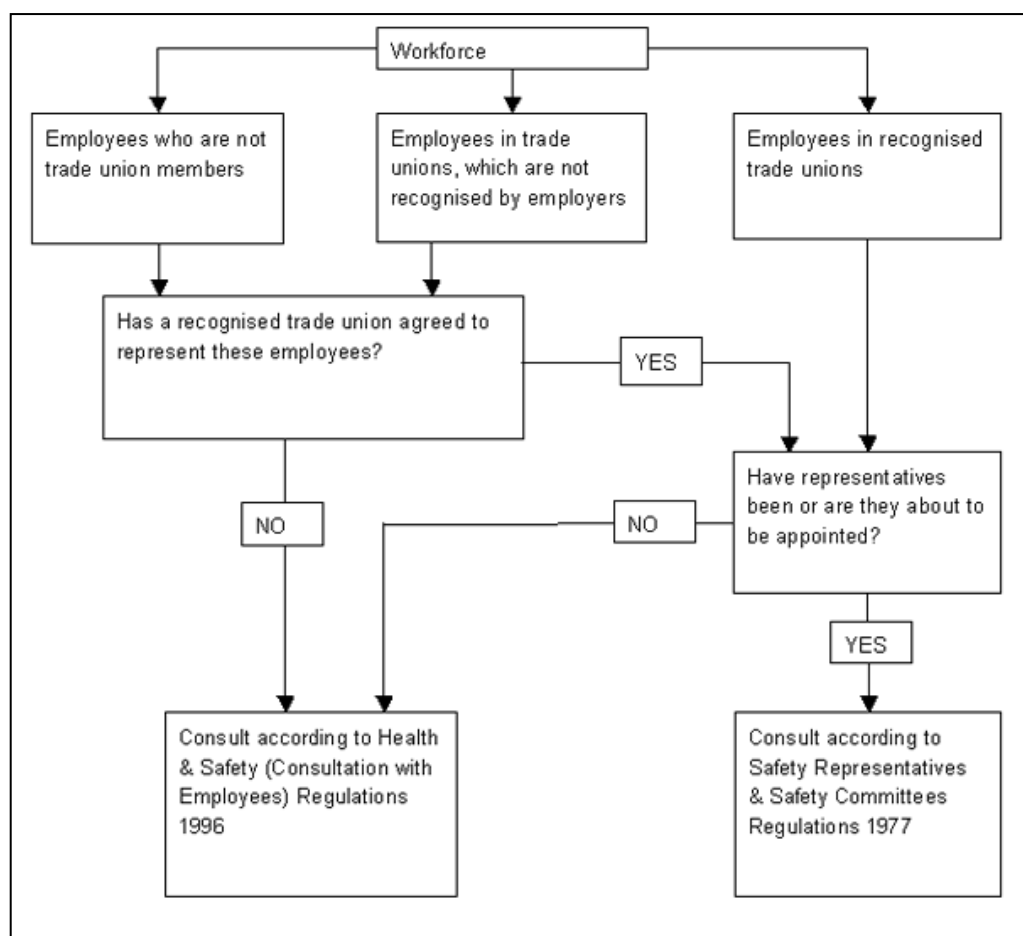 Workforce
Employees who are not
trade union members
Employees in trade
unions, which are not
recognised by employers
Employees in recognised
trade unions
Has a recognised trade union agreed to
represent these employees?
YES
Have representatives
been or are they about to
be appointed?
NO
NO
YES
Consult according to Health
& Safety (Consultation with
Employees) Regulations
1996
Consult according to
Safety Representatives
& Safety Committees
Regulations 1977